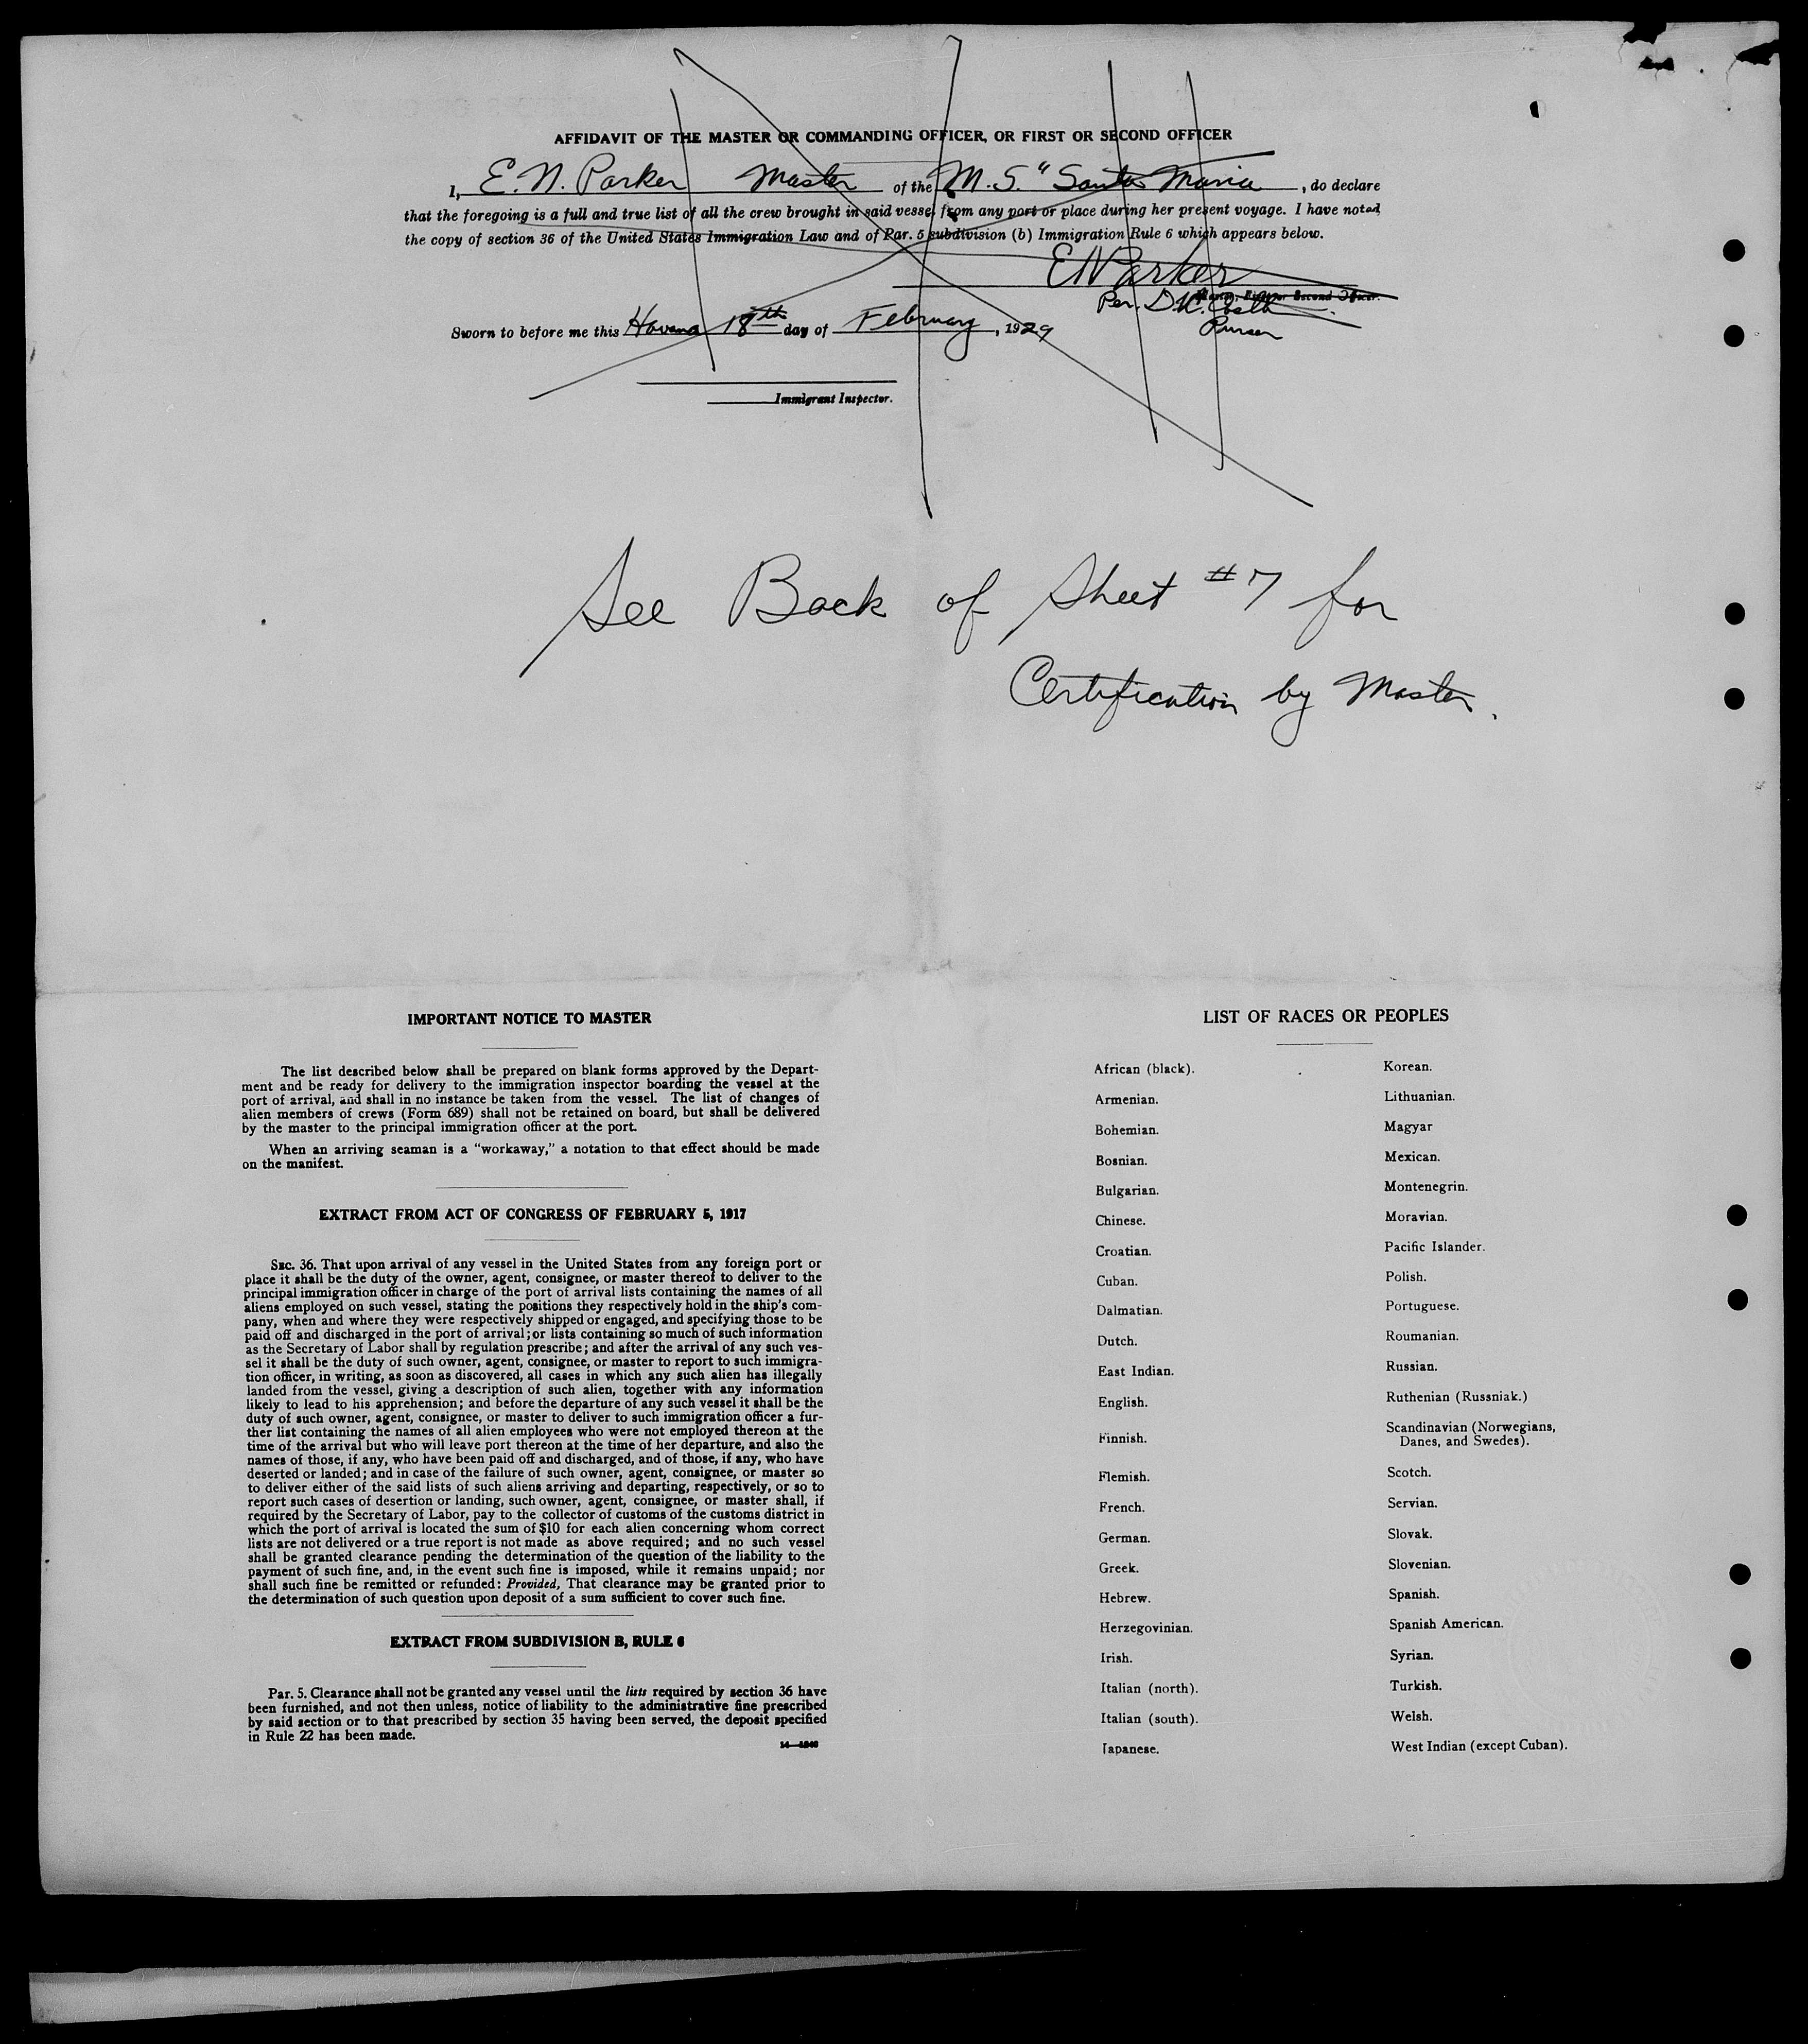 AFFIDAVIT OF THE MASTER OR COMMANDING OFFICER, OR FIRST OR SECOND OFFICER
I, E. N. Parker Master of the M. S. "Santa Maria, do declare
that the foregoing is a full and true list of all the crew brought in said vessel from any port or place during her present voyage. I have noted
the copy of section 36 of the United States Immigration Law and of Par. 5 subdivision (b) Immigration Rule 6 which appears below.
E N Parker
Master, First or Second Officer.
Per. D.
Purser
Sworn to before me this Havana 18th day of February, 1929
Immigrant Inspector.
See Back of Sheet #7 for
Certification by Master.
IMPORTANT NOTICE TO MASTER
The list described below shall be prepared on blank forms approved by the Depart-
ment and be ready for delivery to the immigration inspector boarding the vessel at the
port of arrival, and shall in no instance be taken from the vessel. The list of changes of
alien members of crews (Form 689) shall not be retained on board, but shall be delivered
by the master to the principal immigration officer at the port.
When an arriving seaman is a "workaway," a notation to that effect should be made
on the manifest.
EXTRACT FROM ACT OF CONGRESS OF FEBRUARY 5, 1917
SEC. 36. That upon arrival of any vessel in the United States from any foreign port or
place it shall be the duty of the owner, agent, consignee, or master thereof to deliver to the
principal immigration officer in charge of the port of arrival lists containing the names of all
aliens employed on such vessel, stating the positions they respectively hold in the ship's com-
pany, when and where they were respectively shipped or engaged, and specifying those to be
paid off and discharged in the port of arrival; or lists containing so much of such information
as the Secretary of Labor shall by regulation prescribe; and after the arrival of any such ves-
sel it shall be the duty of such owner, agent, consignee, or master to report to such immigra-
tion officer, in writing, as soon as discovered, all cases in which any such alien has illegally
landed from the vessel, giving a description of such alien, together with any information
likely to lead to his apprehension; and before the departure of any such vessel it shall be the
duty of such owner, agent, consignee, or master to deliver to such immigration officer a fur-
ther list containing the names of all alien employees who were not employed thereon at the
time of the arrival but who will leave port thereon at the time of her departure, and also the
names of those, if any, who have been paid off and discharged, and of those, if any, who have
deserted or landed; and in case of the failure of such owner, agent, consignee, or master so
to deliver either of the said lists of such aliens arriving and departing, respectively, or so to
report such cases of desertion or landing, such owner, agent, consignee, or master shall, if
required by the Secretary of Labor, pay to the collector of customs of the customs district in
which the port of arrival is located the sum of $10 for each alien concerning whom correct
lists are not delivered or a true report is not made as above required; and no such vessel
shall be granted clearance pending the determination of the question of the liability to the
payment of such fine, and, in the event such fine is imposed, while it remains unpaid; nor
shall such fine be remitted or refunded: Provided, That clearance may be granted prior to
the determination of such question upon deposit of a sum sufficient to cover such fine.
EXTRACT FROM SUBDIVISION B, RULE 6
Par. 5. Clearance shall not be granted any vessel until the lists required by section 36 have
been furnished, and not then unless, notice of liability to the administrative fine prescribed
by said section or to that prescribed by section 35 having been served, the deposit specified
in Rule 22 has been made.
LIST OF RACES OR PEOPLES
African (black).
Armenian.
Bohemian.
Bosnian.
Bulgarian.
Chinese.
Croatian.
Cuban.
Dalmatian.
Dutch.
East Indian.
English.
Finnish.
Flemish.
French.
German.
Greek.
Hebrew.
Herzegovinian.
Irish.
Italian (north).
Italian (south).
Japanese.
Korean.
Lithuanian.
Magyar
Mexican.
Montenegrin.
Moravian.
Pacific Islander.
Polish.
Portuguese.
Roumanian.
Russian.
Ruthenian (Russniak.)
Scandinavian (Norwegians,
Danes, and Swedes).
Scotch.
Servian.
Slovak.
Slovenian.
Spanish.
Spanish American.
Syrian.
Turkish.
Welsh.
West Indian (except Cuban).